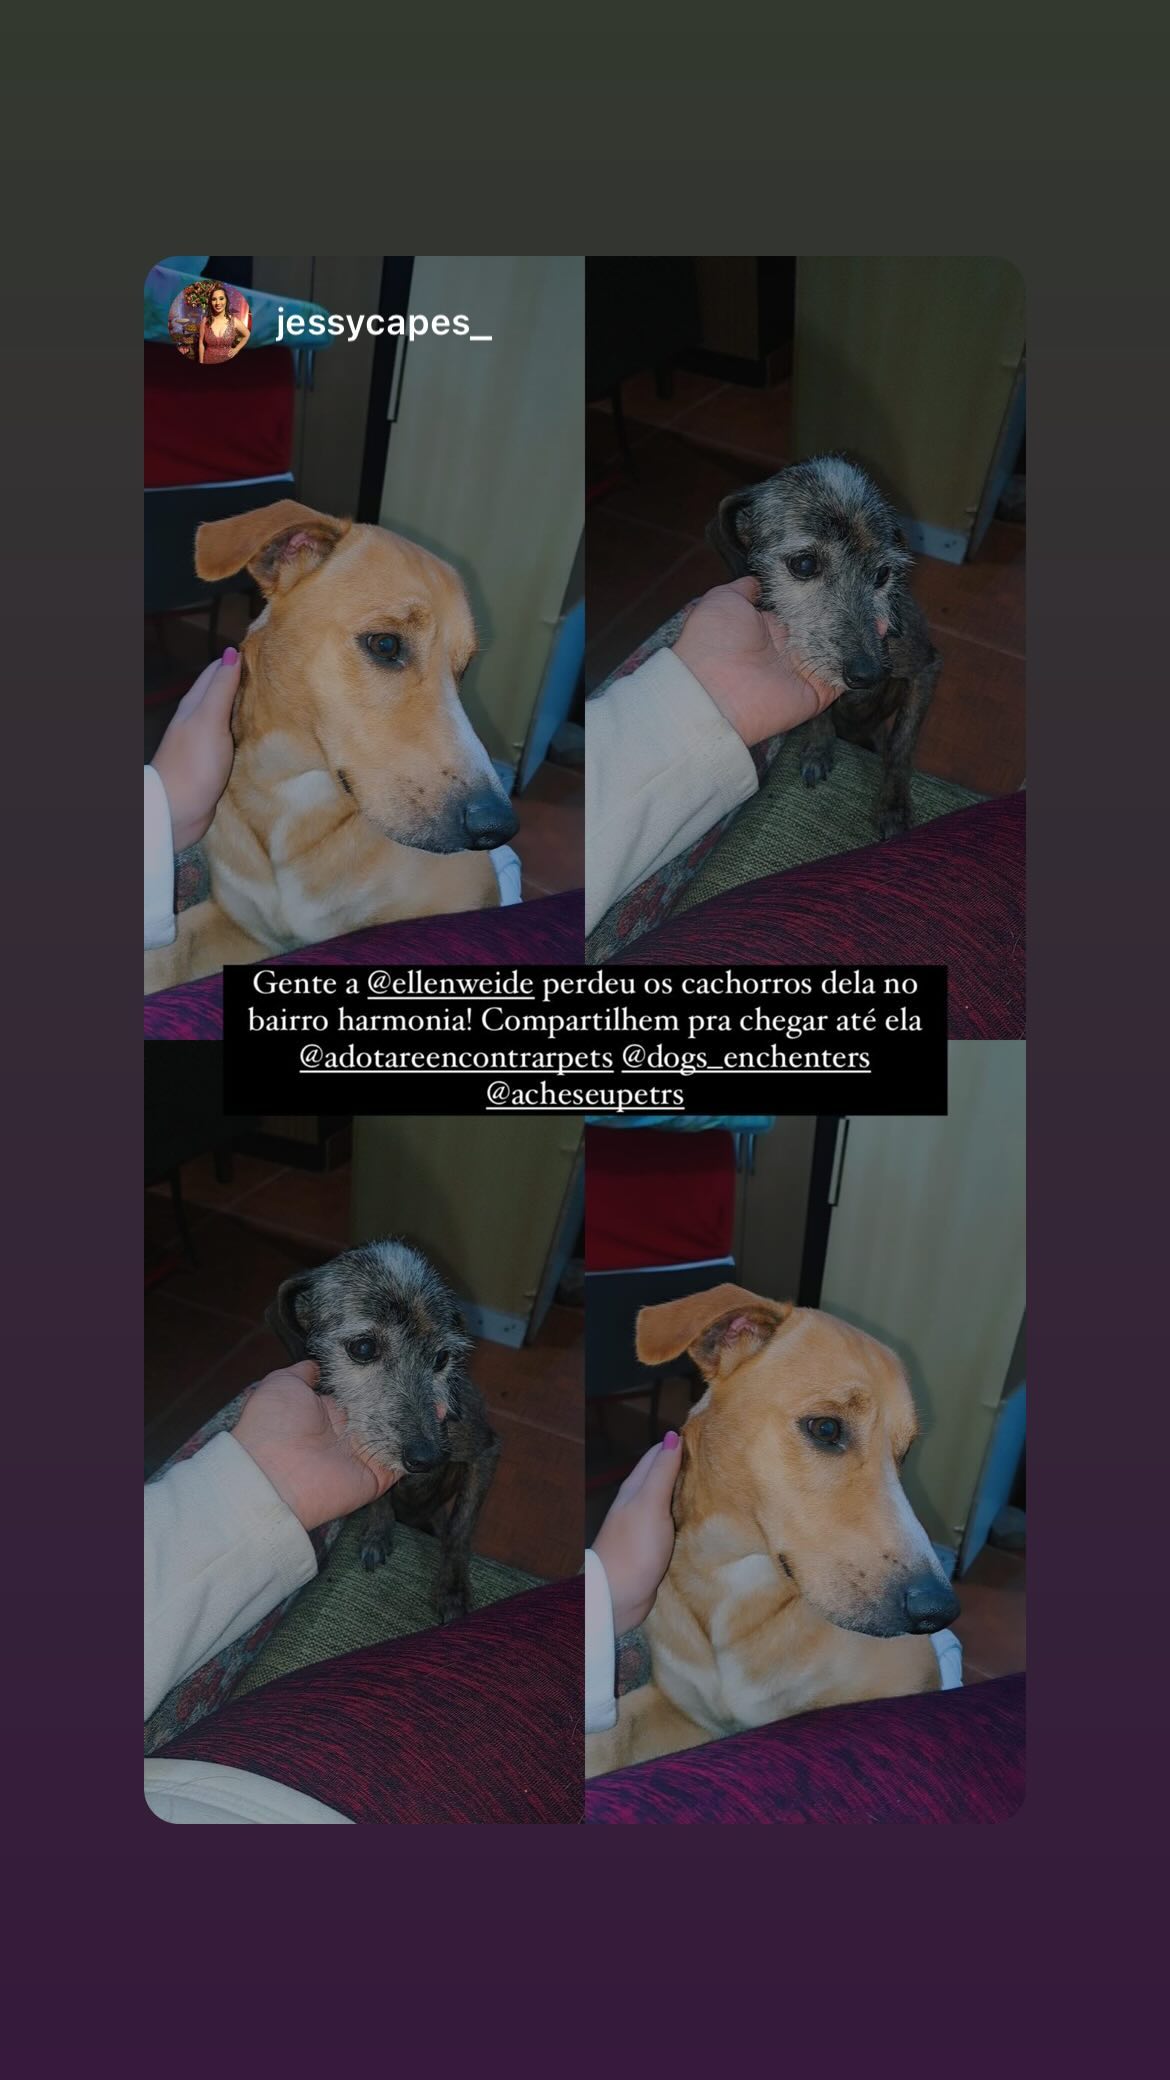 jessycapes_
Gente a @ellenweide perdeu os cachorros dela no
bairro harmonia! Compartilhem pra chegar até ela
@adotareencontrarpets @dogs_enchenters
@acheseupetrs